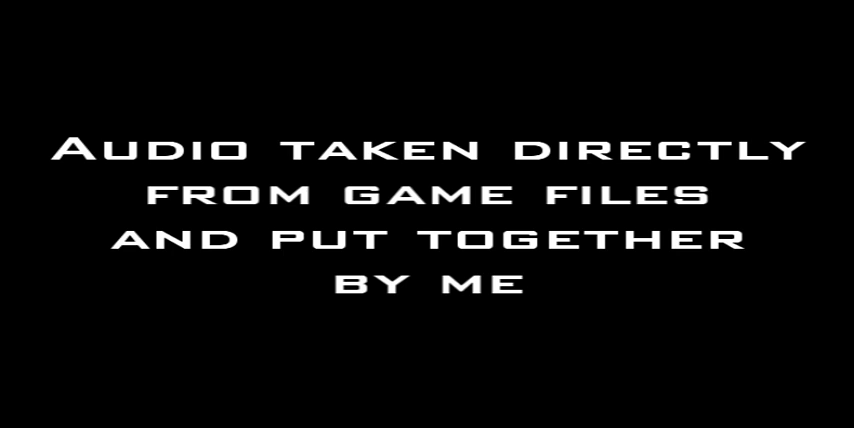 Audio taken directly
from game files
and put together
by me